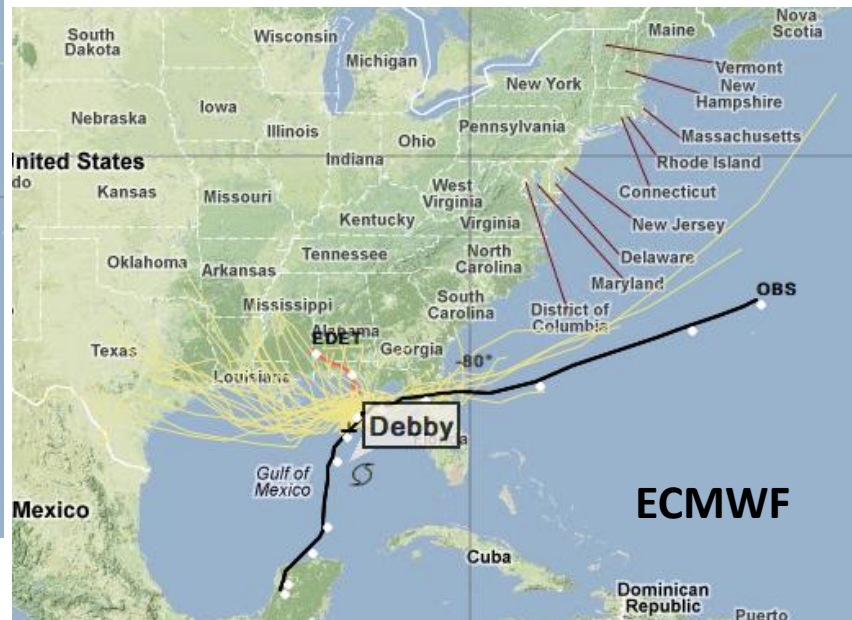 South
Dakota
Wisconsin
Michigan
Maine
Nova
Scotia
Vermont
New
Hampshire
New York
Nebraska
Iowa
Illinois
Indiana
Ohio
Pennsylvania
Massachusetts
Rhode Island
Connecticut
nited States
do
Kansas
Missouri
West
Virginia
Virginia
New Jersey
Kentucky
Delaware
Maryland
Oklahoma
Arkansas
Tennessee
North
Carolina
District of
Columbia
OBS
Mississippi
Alabama
South
Carolina
EDET
Georgia
Texas
Louisiana
-80°
Debby
Gulf of
Mexico
ECMWF
Mexico
Cuba
Dominican
Republic
Puerto